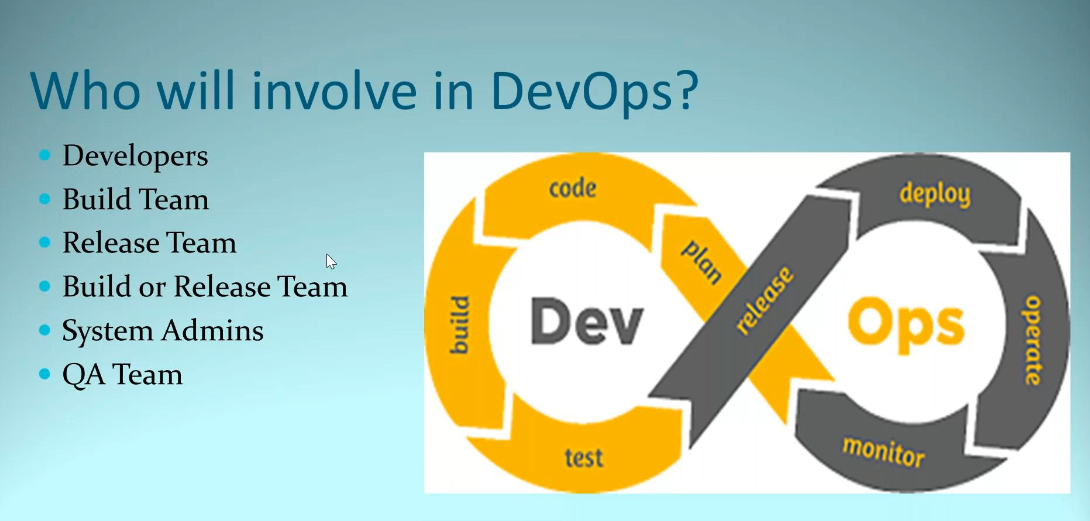 Who will involve in DevOps?
Developers
Build Team
Release Team
Build or Release Team
System Admins
QA Team
code
plan
release
deploy
build
Dev
Ops
operate
test
monitor